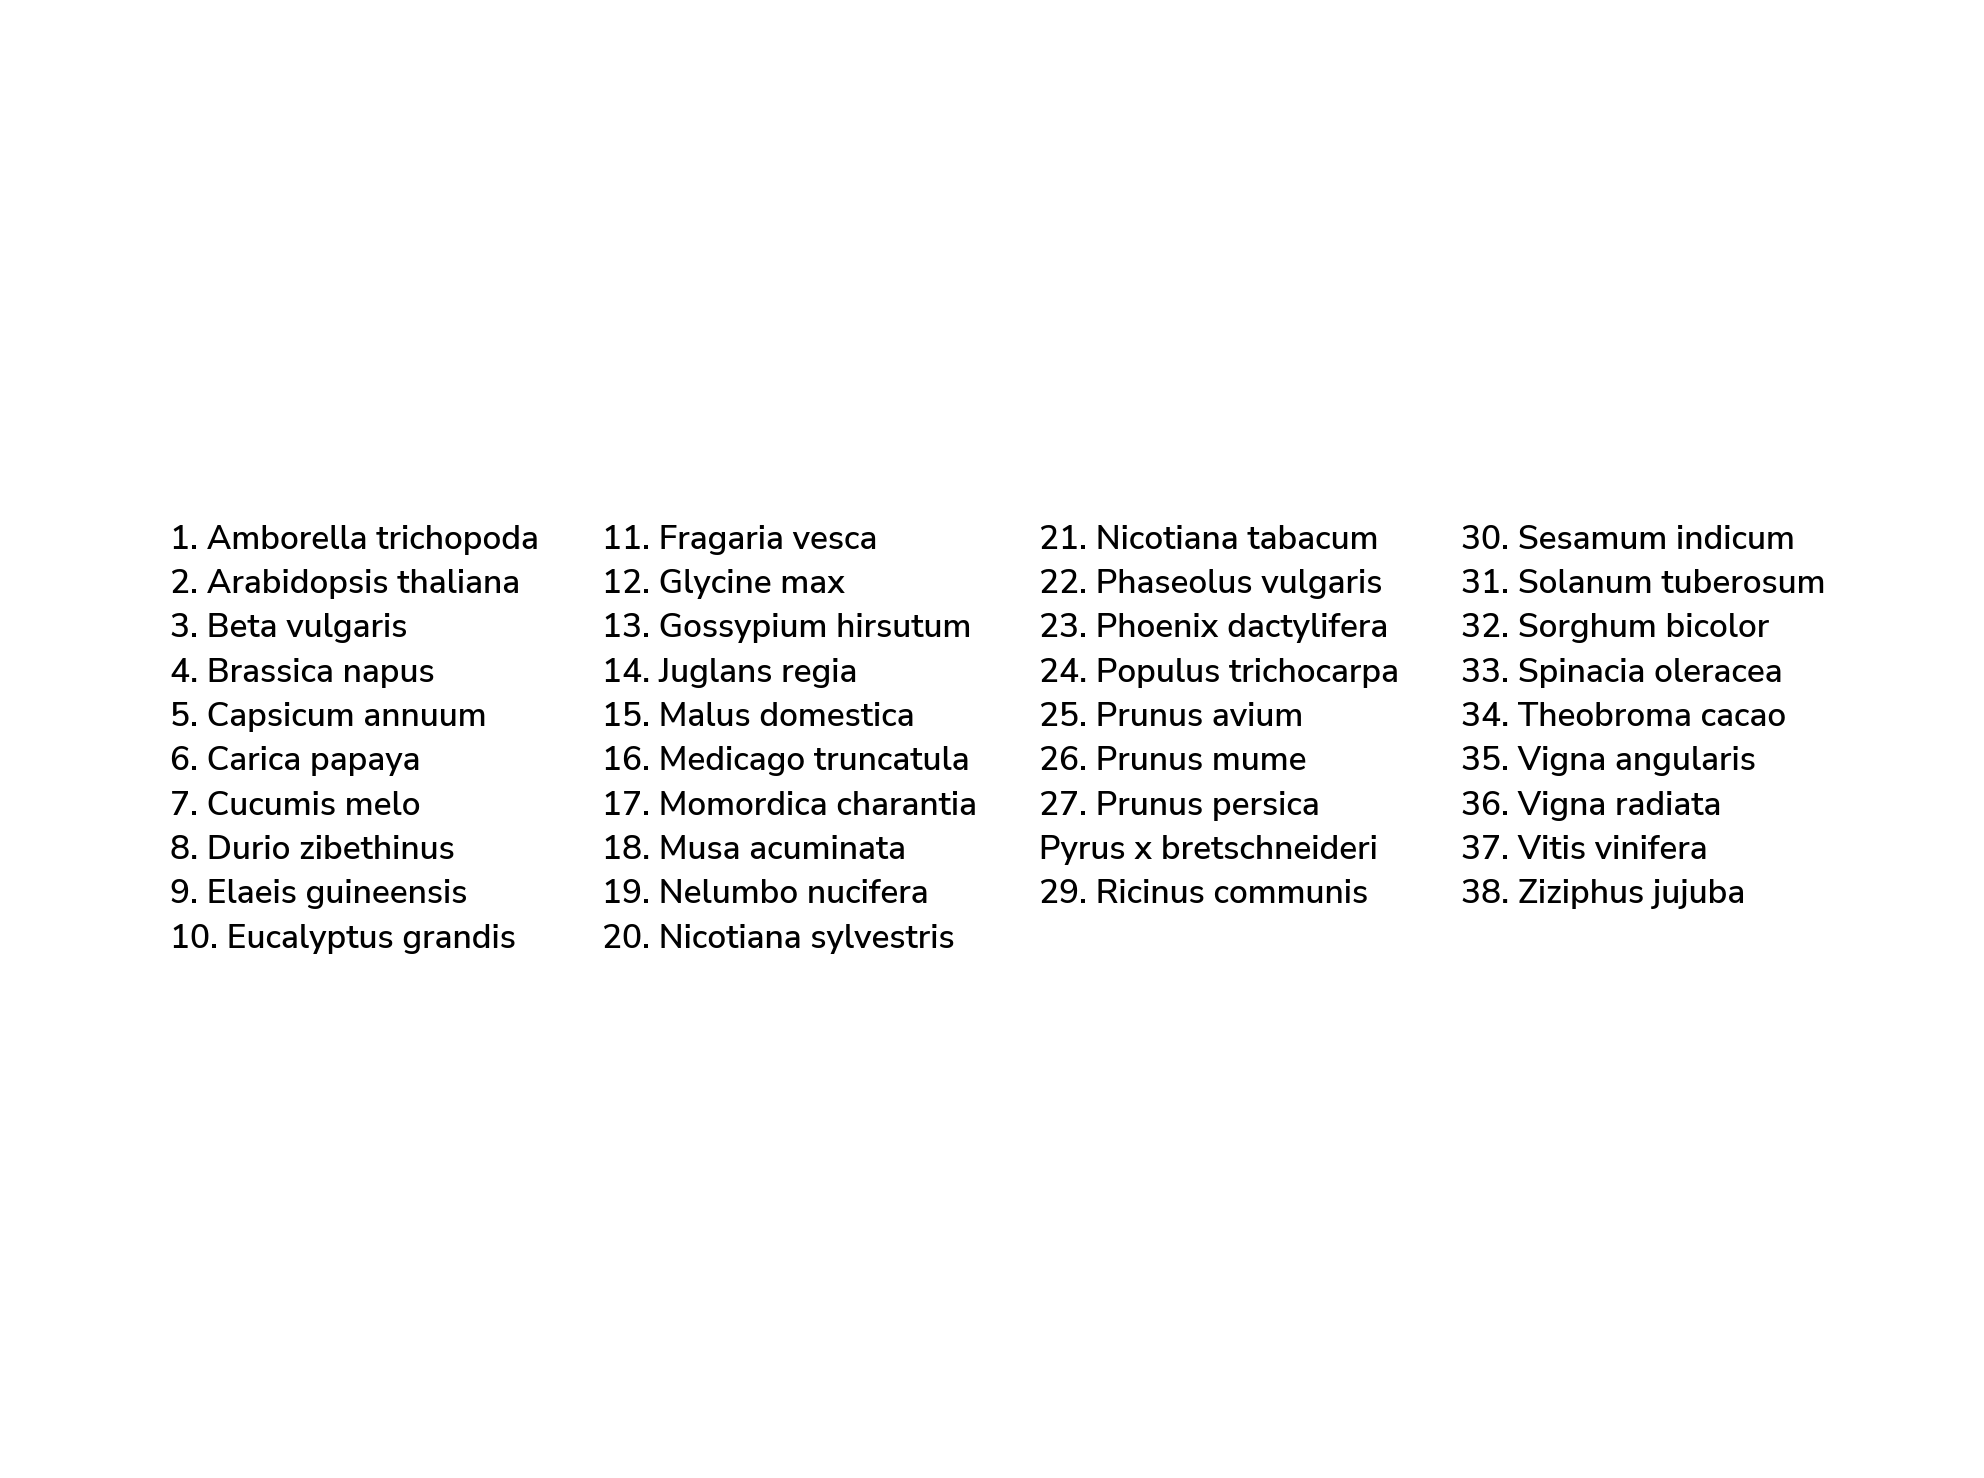 1. Amborella trichopoda
2. Arabidopsis thaliana
3. Beta vulgaris
4. Brassica napus
5. Capsicum annuum
6. Carica papaya
7. Cucumis melo
8. Durio zibethinus
9. Elaeis guineensis
10. Eucalyptus grandis
11. Fragaria vesca
12. Glycine max
13. Gossypium hirsutum
14. Juglans regia
15. Malus domestica
16. Medicago truncatula
17. Momordica charantia
18. Musa acuminata
19. Nelumbo nucifera
20. Nicotiana sylvestris
21. Nicotiana tabacum
22. Phaseolus vulgaris
23. Phoenix dactylifera
24. Populus trichocarpa
25. Prunus avium
26. Prunus mume
27. Prunus persica
Pyrus x bretschneideri
29. Ricinus communis
30. Sesamum indicum
31. Solanum tuberosum
32. Sorghum bicolor
33. Spinacia oleracea
34. Theobroma cacao
35. Vigna angularis
36. Vigna radiata
37. Vitis vinifera
38. Ziziphus jujuba